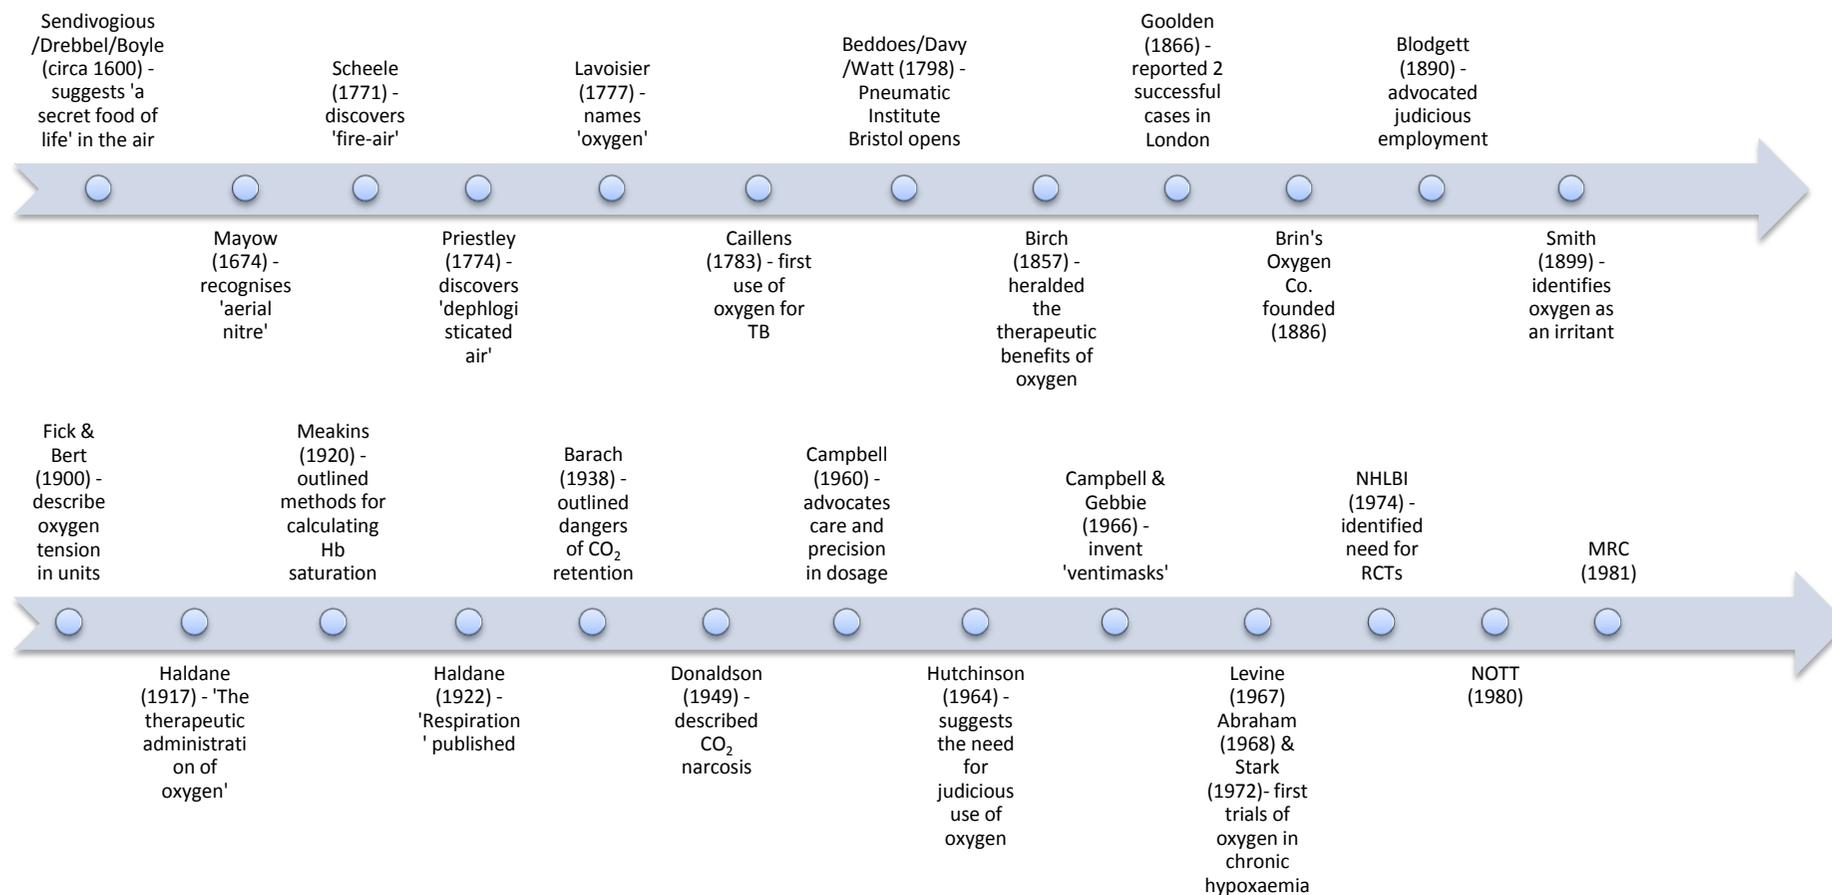 Sendivogious
/Drebbel/Boyle
(circa 1600) -
suggests 'a
secret food of
life' in the air
Mayow
(1674) -
recognises
'aerial
nitre'
Scheele
(1771) -
discovers
'fire-air'
Priestley
(1774) -
discovers
'dephlogi
sticated
air'
Lavoisier
(1777) -
names
'oxygen'
Caillens
(1783) - first
use of
oxygen for
TB
Beddoes/Davy
/Watt (1798) -
Pneumatic
Institute
Bristol opens
Birch
(1857) -
heralded
the
therapeutic
benefits of
oxygen
Goolden
(1866) -
reported 2
successful
cases in
London
Brin's
Oxygen
Co.
founded
(1886)
Blodgett
(1890) -
advocated
judicious
employment
Smith
(1899) -
identifies
oxygen as
an irritant
Fick &
Bert
(1900) -
describe
oxygen
tension
in units
Haldane
(1917) - 'The
therapeutic
administrati
on of
oxygen'
Meakins
(1920) -
outlined
methods for
calculating
Hb
saturation
Haldane
(1922) -
'Respiration
' published
Barach
(1938) -
outlined
dangers
of CO₂
retention
Donaldson
(1949) -
described
CO₂
narcosis
Campbell
(1960) -
advocates
care and
precision
in dosage
Hutchinson
(1964) -
suggests
the need
for
judicious
use of
oxygen
Campbell &
Gebbie
(1966) -
invent
'ventimasks'
Levine
(1967)
Abraham
(1968) &
Stark
(1972)- first
trials of
oxygen in
chronic
hypoxaemia
NHLBI
(1974) -
identified
need for
RCTs
NOTT
(1980)
MRC
(1981)